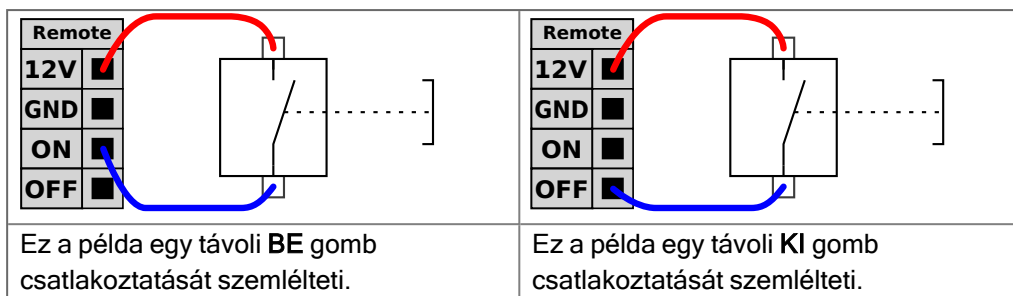 Remote
12V
GND
ON
OFF
Remote
12V
GND
ON
OFF
Ez a példa egy távoli BE gomb
csatlakoztatását szemlélteti.
Ez a példa egy távoli KI gomb
csatlakoztatását szemlélteti.